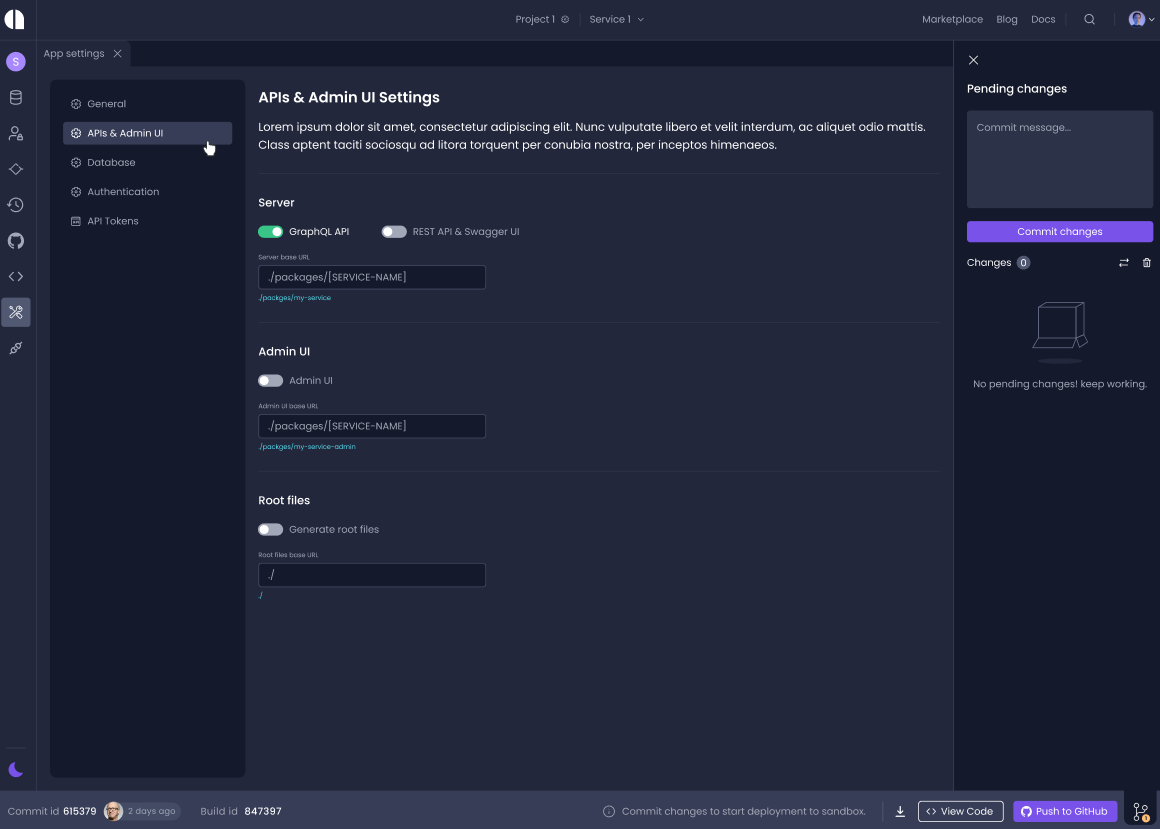 Project 1
Service 1
Marketplace
Blog
Docs
S
App settings
General
APIs & Admin UI
Database
Authentication
API Tokens
APIs & Admin UI Settings
Lorem ipsum dolor sit amet, consectetur adipiscing elit. Nunc vulputate libero et velit interdum, ac aliquet odio mattis.
Class aptent taciti sociosqu ad litora torquent per conubia nostra, per inceptos himenaeos.
Server
GraphQL API
REST API & Swagger UI
Server base URL
./packages/[SERVICE-NAME]
./packges/my-service
Admin UI
Admin UI
Admin UI base URL
./packages/[SERVICE-NAME]
./packges/my-service-admin
Root files
Generate root files
Root files base URL
./
./
Pending changes
Commit message...
Commit changes
Changes 0
No pending changes! keep working.
Commit id 615379
2 days ago
Build id 847397
Commit changes to start deployment to sandbox.
View Code
Push to GitHub